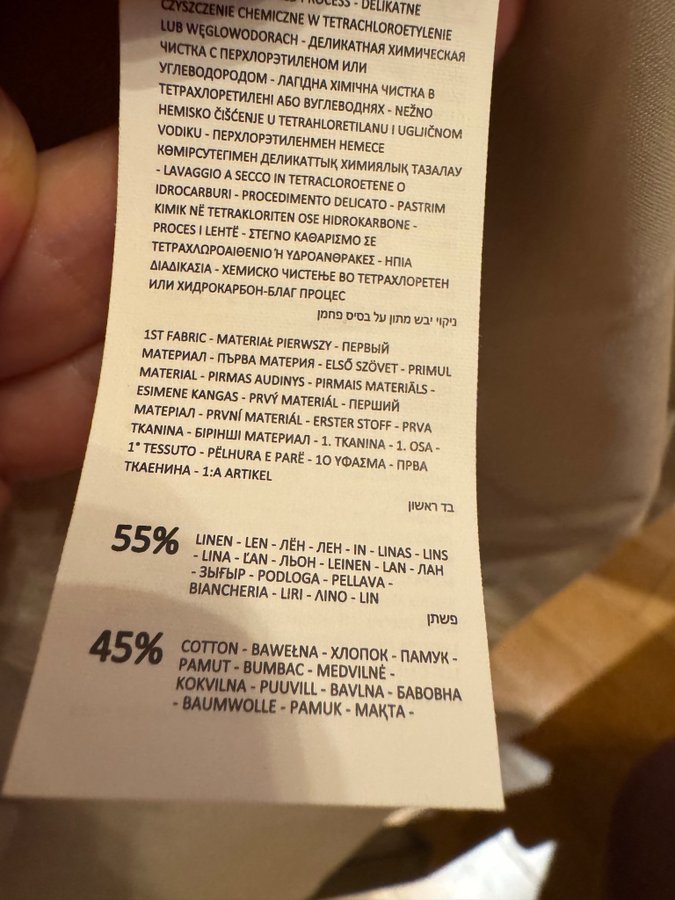 PROCESS - DELIKATNE
CZYSZCZENIE CHEMICZNE W TETRACHLOROETYLENIE
LUB WĘGLOWODORACH - ДЕЛИКАТНАЯ ХИМИЧЕСКАЯ
ЧИСТКА С ПЕРХЛОРЭТИЛЕНОМ ИЛИ
УГЛЕВОДОРОДОМ - ЛАГІДНА ХІМІЧНА ЧИСТКА В
ТЕТРАХЛОРЕТИЛЕНІ АБО ВУГЛЕВОДНЯХ - NEŽNO
HEMISKO ČIŠĆENJE U TETRAHLORETILANU I UGLJIČNOM
VODIKU - ПЕРХЛОРЭТИЛЕНМЕН НЕМЕСЕ
КӨМІРСУТЕГІМЕН ДЕЛИКАТТЫҚ ХИМИЯЛЫҚ ТАЗАЛАУ
- LAVAGGIO A SECCO IN TETRACLOROETENE O
IDROCARBURI - PROCEDIMENTO DELICATO - PASTRIM
KIMIK NË TETRAKLORITEN OSE HIDROKARBONE -
PROCES I LEHTË - ΣΤΕΓΝΟ ΚΑΘΑΡΙΣΜΟ ΣΕ
ΤΕΤΡΑΧΛΩΡΟΑΙΘΕΝΙΟ Ή ΥΔΡΟΑΝΘΡΑΚΕΣ - ΗΠΙΑ
ΔΙΑΔΙΚΑΣΙΑ - ХЕМИСКО ЧИСТЕЊЕ ВО ТЕТРАХЛОРЕТЕН
ИЛИ ХИДРОКАРБОН-БЛАГ ПРОЦЕС
ניקוי יבש מתון על בסיס פחמן
1ST FABRIC - MATERIAŁ PIERWSZY - ПЕРВЫЙ
МАТЕРИАЛ - ПЪРВА МАТЕРИЯ - ELSŐ SZÖVET - PRIMUL
MATERIAL - PIRMAS AUDINYS - PIRMAIS MATERIĀLS -
ESIMENE KANGAS - PRVÝ MATERIÁL - ПЕРШИЙ
МАТЕРІАЛ - PRVNÍ MATERIÁL - ERSTER STOFF - PRVA
TKANINA - БІРІНШІ МАТЕРИАЛ - 1. TKANINA - 1. OSA -
1° TESSUTO - PËLHURA E PARË - 1Ο ΥΦΑΣΜΑ - ПРВА
ТКАЕНИНА - 1:A ARTIKEL
בד ראשון
55% LINEN - LEN - ЛЁН - ЛЕН - IN - LINAS - LINS
- LINA - ĽAN - ЛЬОН - LEINEN - LAN - ЛАН
- ЗЫҒЫР - PODLOGA - PELLAVA -
BIANCHERIA - LIRI - ΛΙΝΟ - LIN
פשתן
45% COTTON - BAWEŁNA - ХЛОПОК - ПАМУК -
PAMUT - BUMBAC - MEDVILNĖ -
KOKVILNA - PUUVILL - BAVLNA - БАВОВНА
- BAUMWOLLE - PAMUK - МАҚТА -